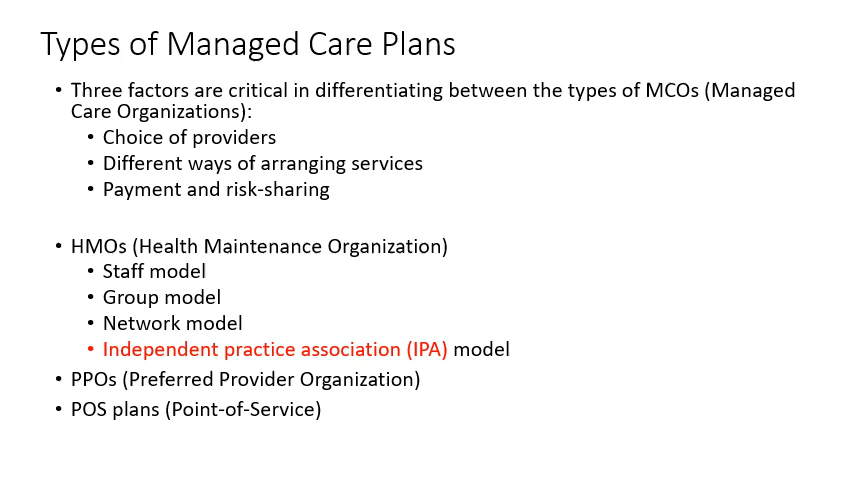 Types of Managed Care Plans
• Three factors are critical in differentiating between the types of MCOs (Managed
Care Organizations):
• Choice of providers
• Different ways of arranging services
• Payment and risk-sharing
• HMOs (Health Maintenance Organization)
• Staff model
• Group model
• Network model
• Independent practice association (IPA) model
• PPOs (Preferred Provider Organization)
• POS plans (Point-of-Service)